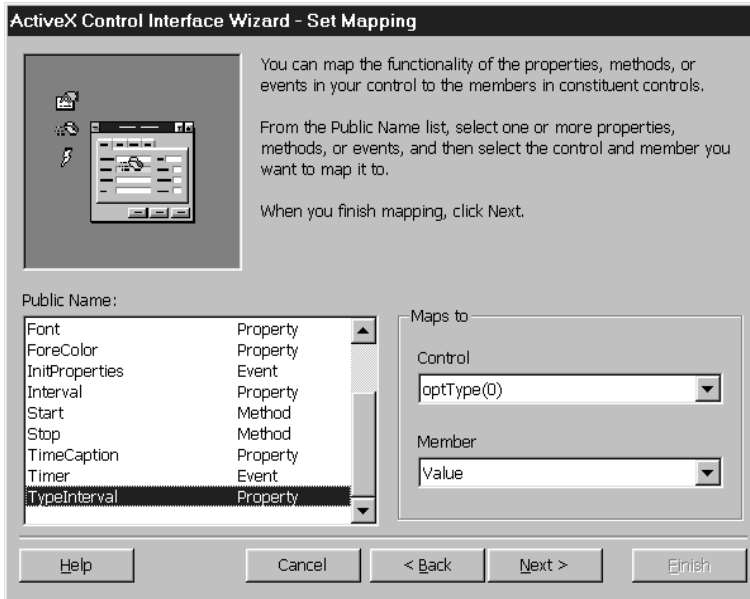 ActiveX Control Interface Wizard - Set Mapping
You can map the functionality of the properties, methods, or
events in your control to the members in constituent controls.
From the Public Name list, select one or more properties,
methods, or events, and then select the control and member you
want to map it to.
When you finish mapping, click Next.
Public Name:
Font Property
ForeColor Property
InitProperties Event
Interval Property
Start Method
Stop Method
TimeCaption Property
Timer Event
TypeInterval Property
Maps to
Control
optType(0)
Member
Value
Help Cancel < Back Next > Finish